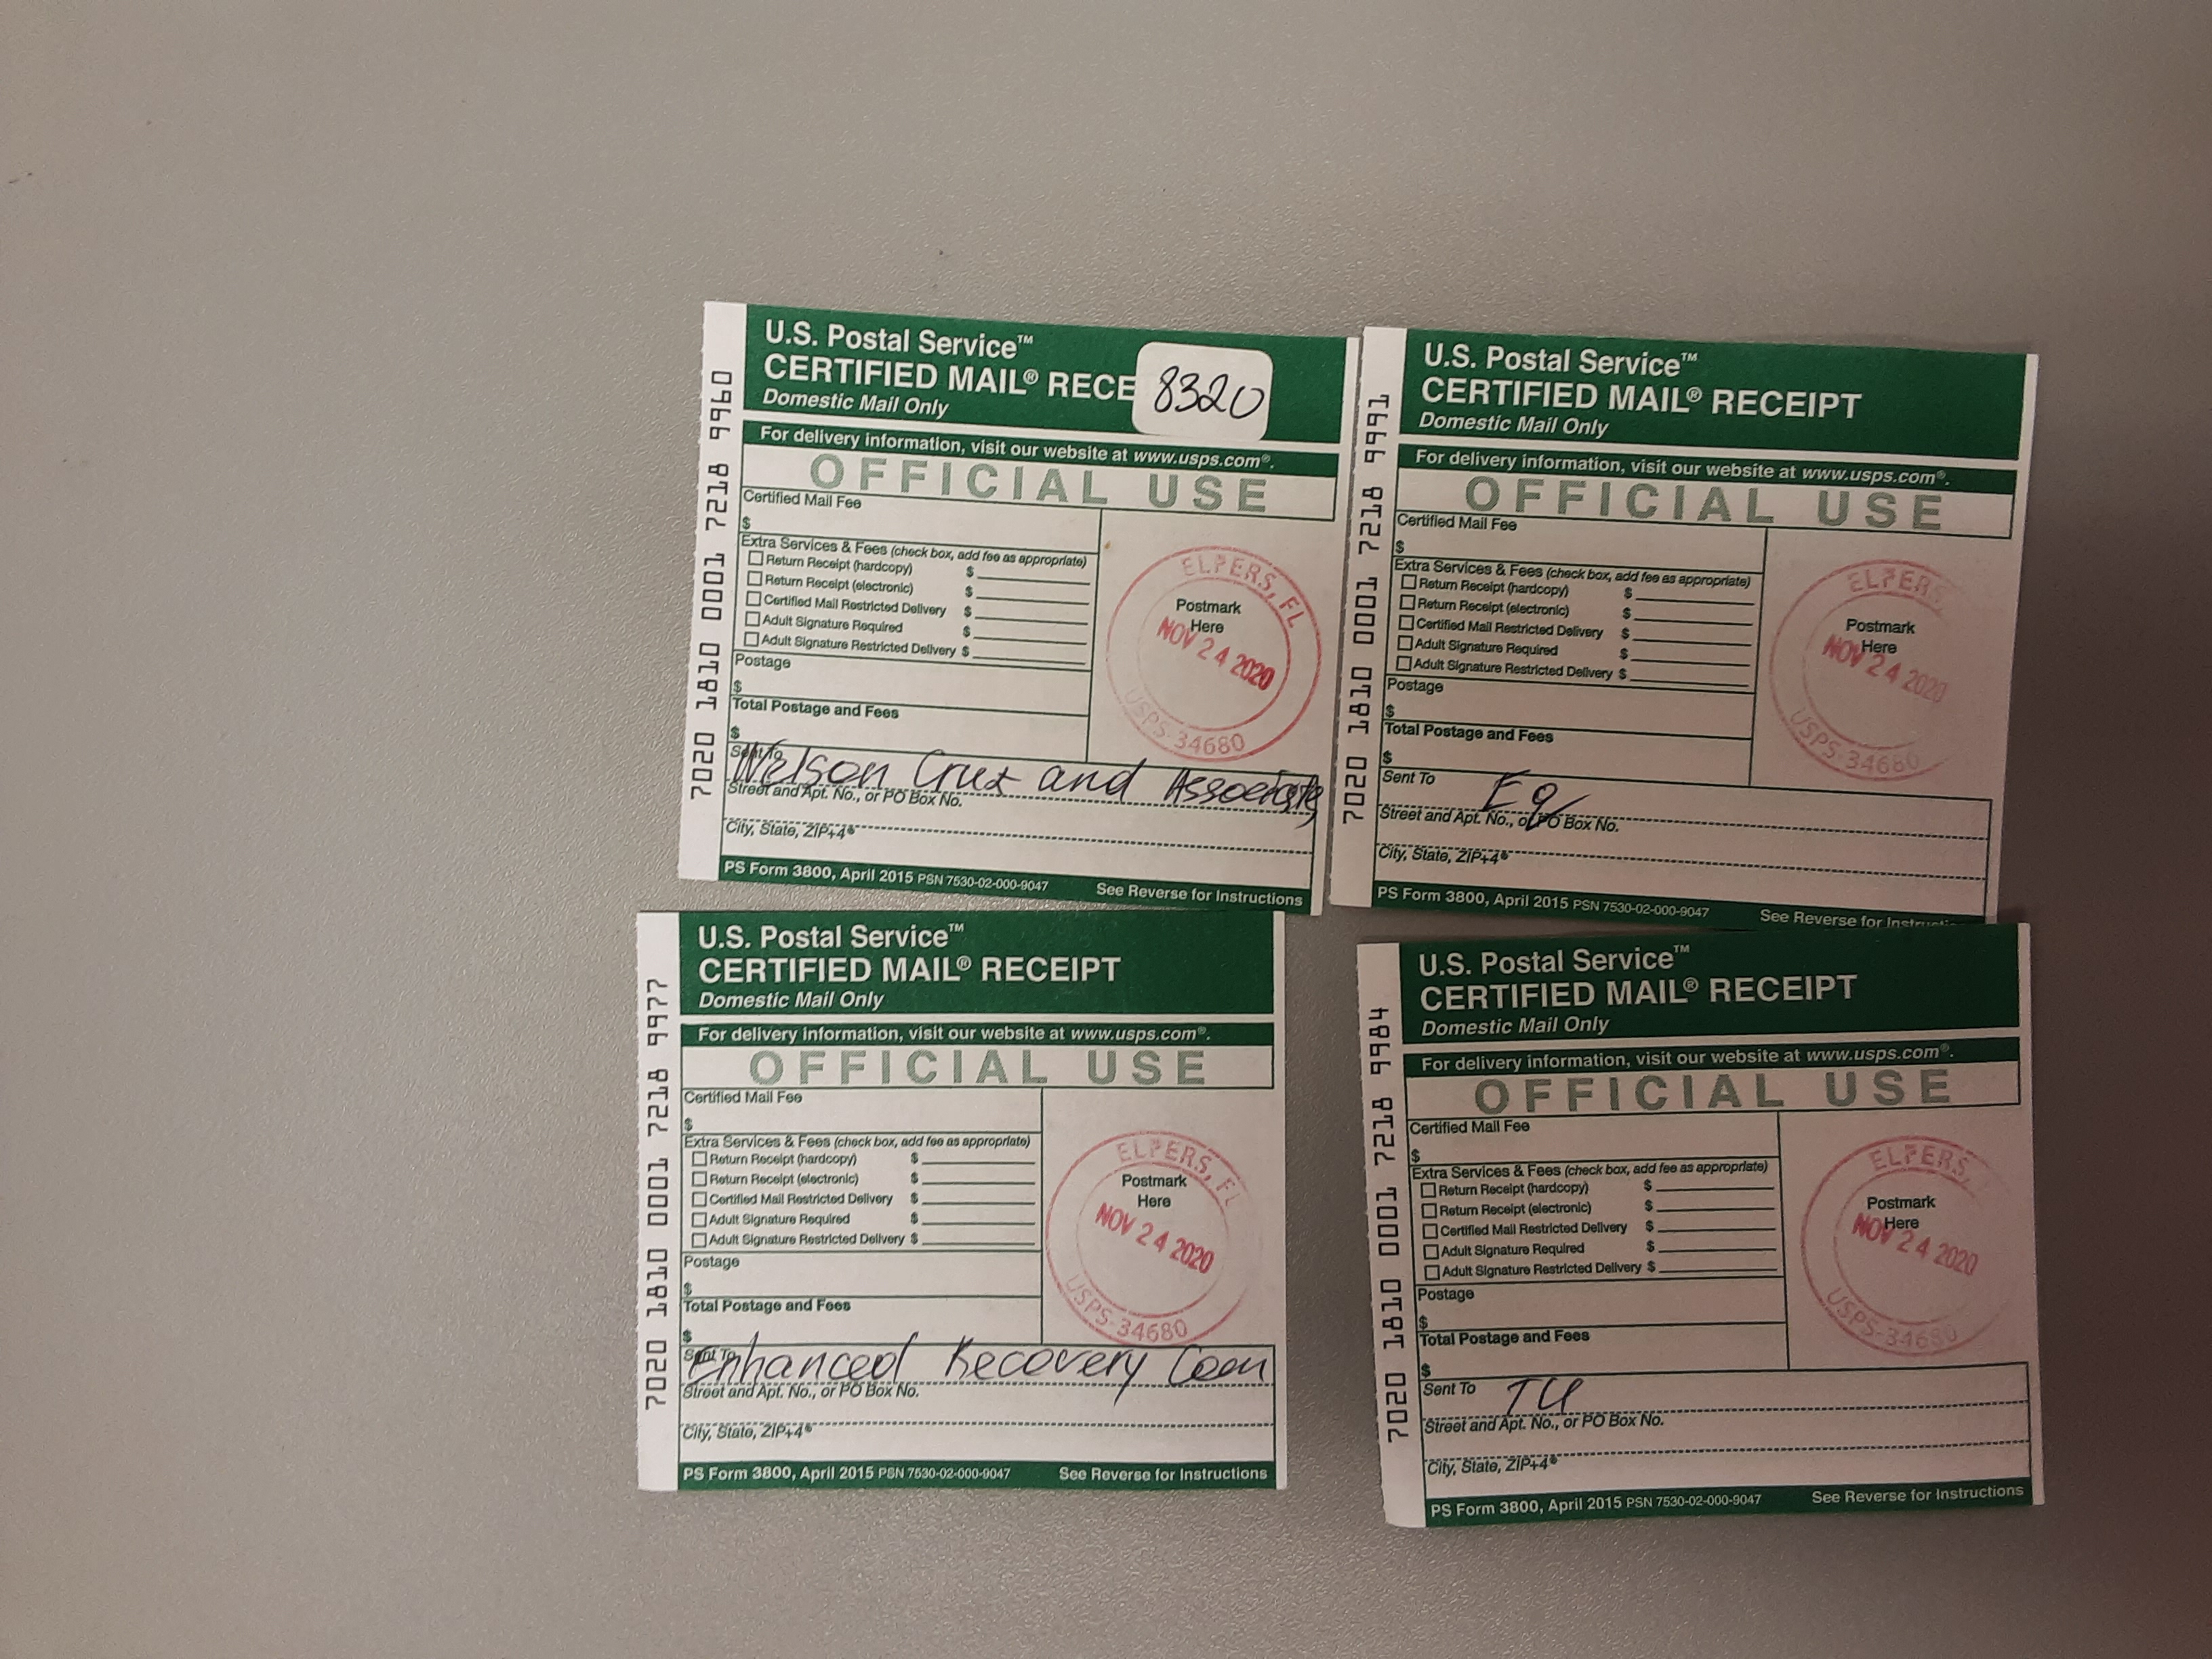 7020 1810 0001 7218 9977
U.S. Postal Service™
CERTIFIED MAIL® RECEIPT
Domestic Mail Only
For delivery information, visit our website at www.usps.com®.
OFFICIAL USE
Certified Mail Fee
$
Extra Services & Fees (check box, add fee as appropriate)
Return Receipt (hardcopy) $
Return Receipt (electronic) $
Certified Mail Restricted Delivery $
Adult Signature Required $
Adult Signature Restricted Delivery $
Postage
$
Total Postage and Fees
$
Postmark
Here
ELFERS, FL
NOV 24 2020
USPS 34680
Sent To
Enhanced Recovery Com
Street and Apt. No., or PO Box No.
City, State, ZIP+4®
PS Form 3800, April 2015 PSN 7530-02-000-9047 See Reverse for Instructions
7020 1810 0001 7218 9960
U.S. Postal Service™
CERTIFIED MAIL® RECE
8320
Domestic Mail Only
For delivery information, visit our website at www.usps.com®.
OFFICIAL USE
Certified Mail Fee
$
Extra Services & Fees (check box, add fee as appropriate)
Return Receipt (hardcopy) $
Return Receipt (electronic) $
Certified Mail Restricted Delivery $
Adult Signature Required $
Adult Signature Restricted Delivery $
Postage
$
Total Postage and Fees
$
Postmark
Here
ELFERS, FL
NOV 24 2020
USPS 34680
Sent To
and
Street and Apt. No., or PO Box No.
City, State, ZIP+4®
PS Form 3800, April 2015 PSN 7530-02-000-9047 See Reverse for Instructions
7020 1810 0001 7218 9984
U.S. Postal Service™
CERTIFIED MAIL® RECEIPT
Domestic Mail Only
For delivery information, visit our website at www.usps.com®.
OFFICIAL USE
Certified Mail Fee
$
Extra Services & Fees (check box, add fee as appropriate)
Return Receipt (hardcopy) $
Return Receipt (electronic) $
Certified Mail Restricted Delivery $
Adult Signature Required $
Adult Signature Restricted Delivery $
Postage
$
Total Postage and Fees
$
Postmark
Here
ELFERS
NOV 24 2020
USPS 34680
Sent To
Street and Apt. No., or PO Box No.
City, State, ZIP+4®
PS Form 3800, April 2015 PSN 7530-02-000-9047 See Reverse for Instructions
7020 1810 0001 7218 9991
U.S. Postal Service™
CERTIFIED MAIL® RECEIPT
Domestic Mail Only
For delivery information, visit our website at www.usps.com®.
OFFICIAL USE
Certified Mail Fee
$
Extra Services & Fees (check box, add fee as appropriate)
Return Receipt (hardcopy) $
Return Receipt (electronic) $
Certified Mail Restricted Delivery $
Adult Signature Required $
Adult Signature Restricted Delivery $
Postage
$
Total Postage and Fees
$
Postmark
Here
ELFERS
NOV 24 2020
USPS 34680
Sent To
Street and Apt. No., or PO Box No.
City, State, ZIP+4®
PS Form 3800, April 2015 PSN 7530-02-000-9047 See Reverse for